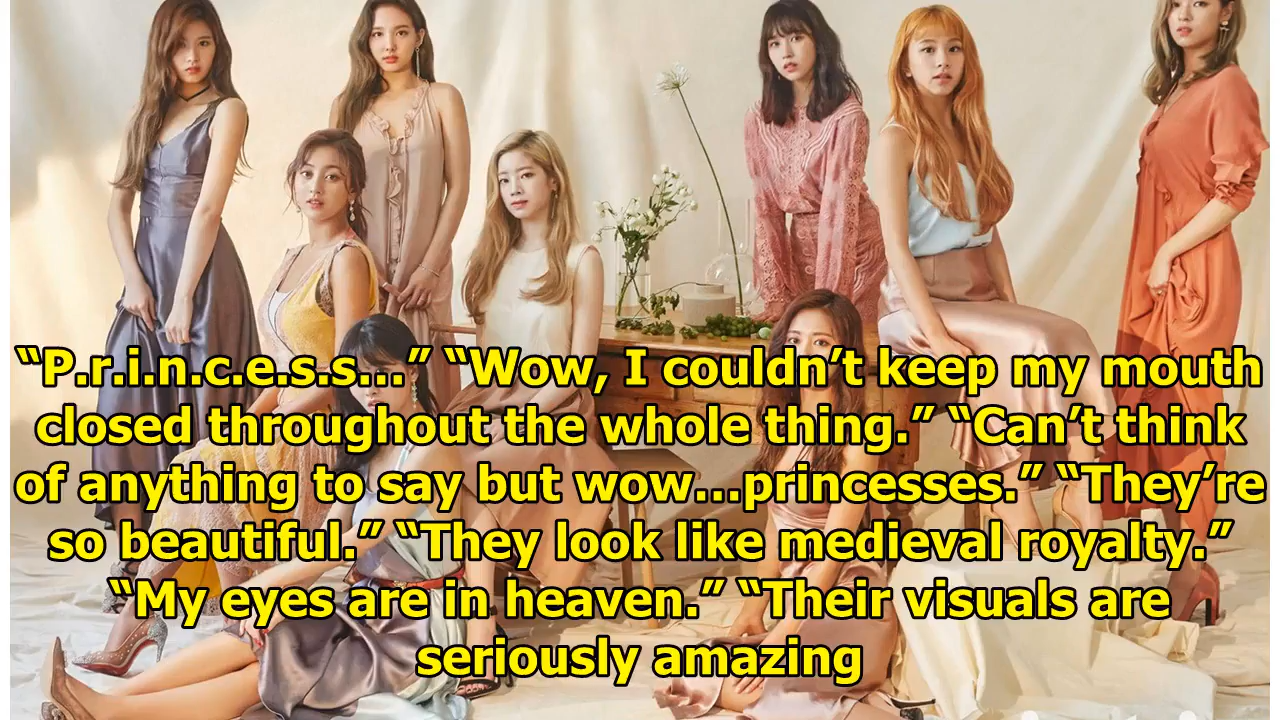 “P.r.i.n.c.e.s.s...” “Wow, I couldn’t keep my mouth
closed throughout the whole thing.” “Can’t think
of anything to say but wow...princesses.” “They’re
so beautiful.” “They look like medieval royalty.”
“My eyes are in heaven.” “Their visuals are
seriously amazing